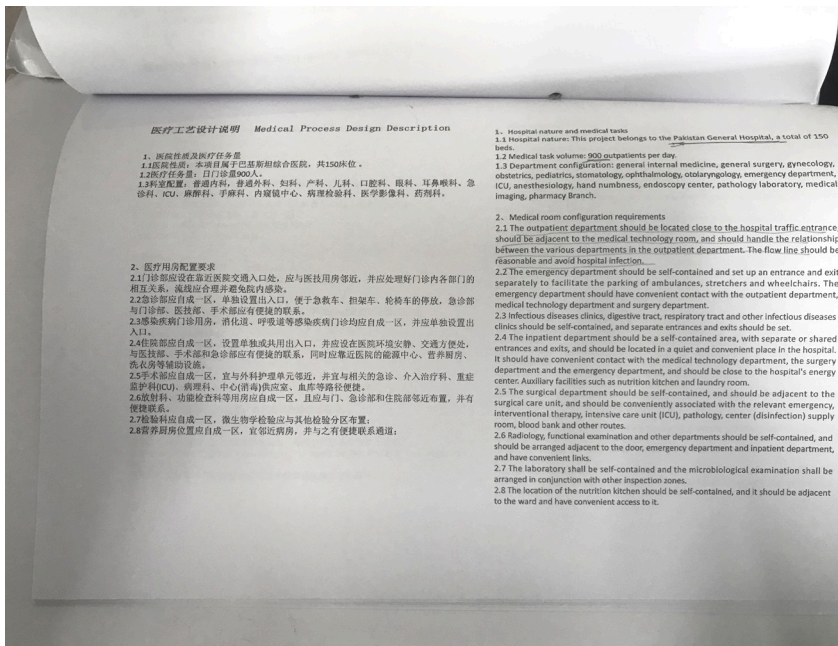 医疗工艺设计说明 Medical Process Design Description
1、医院性质及医疗任务量
1.1医院性质：本项目属于巴基斯坦综合医院，共150床位。
1.2医疗任务量：日门诊量900人。
1.3科室配置：普通内科，普通外科、妇科、产科、儿科、口腔科、眼科、耳鼻喉科、急
诊科、ICU、麻醉科、手麻科、内窥镜中心、病理检验科、医学影像科、药剂科。
2、医疗用房配置要求
2.1门诊部应设在靠近医院交通入口处，应与医技用房邻近，并应处理好门诊内各部门的
相互关系，流线应合理并避免院内感染。
2.2急诊部应自成一区，单独设置出入口，便于急救车、担架车、轮椅车的停放，急诊部
与门诊部、医技部、手术部应有便捷的联系。
2.3感染疾病门诊用房，消化道、呼吸道等感染疾病门诊均应自成一区，并应单独设置出
入口。
2.4住院部应自成一区，设置单独或共用出入口，并应设在医院环境安静、交通方便处，
与医技部、手术部和急诊部应有便捷的联系，同时应靠近医院的能源中心、营养厨房、
洗衣房等辅助设施。
2.5手术部应自成一区，宜与外科护理单元邻近，并宜与相关的急诊、介入治疗科、重症
监护科(ICU)、病理科、中心(消毒)供应室、血库等路径便捷。
2.6放射科、功能检查科等用房应自成一区，且应与门、急诊部和住院部邻近布置，并有
便捷联系。
2.7检验科应自成一区，微生物学检验应与其他检验分区布置；
2.8营养厨房位置应自成一区，宜邻近病房，并与之有便捷联系通道；
1、Hospital nature and medical tasks
1.1 Hospital nature: This project belongs to the Pakistan General Hospital, a total of 150
beds.
1.2 Medical task volume: 900 outpatients per day.
1.3 Department configuration: general internal medicine, general surgery, gynecology,
obstetrics, pediatrics, stomatology, ophthalmology, otolaryngology, emergency department,
ICU, anesthesiology, hand numbness, endoscopy center, pathology laboratory, medical
imaging, pharmacy Branch.
2、Medical room configuration requirements
2.1 The outpatient department should be located close to the hospital traffic entrance,
should be adjacent to the medical technology room, and should handle the relationship
between the various departments in the outpatient department. The flow line should be
reasonable and avoid hospital infection.
2.2 The emergency department should be self-contained and set up an entrance and exit
separately to facilitate the parking of ambulances, stretchers and wheelchairs. The
emergency department should have convenient contact with the outpatient department,
medical technology department and surgery department.
2.3 Infectious diseases clinics, digestive tract, respiratory tract and other infectious diseases
clinics should be self-contained, and separate entrances and exits should be set.
2.4 The inpatient department should be a self-contained area, with separate or shared
entrances and exits, and should be located in a quiet and convenient place in the hospital.
It should have convenient contact with the medical technology department, the surgery
department and the emergency department, and should be close to the hospital's energy
center. Auxiliary facilities such as nutrition kitchen and laundry room.
2.5 The surgical department should be self-contained, and should be adjacent to the
surgical care unit, and should be conveniently associated with the relevant emergency,
interventional therapy, intensive care unit (ICU), pathology, center (disinfection) supply
room, blood bank and other routes.
2.6 Radiology, functional examination and other departments should be self-contained, and
should be arranged adjacent to the door, emergency department and inpatient department,
and have convenient links.
2.7 The laboratory shall be self-contained and the microbiological examination shall be
arranged in conjunction with other inspection zones.
2.8 The location of the nutrition kitchen should be self-contained, and it should be adjacent
to the ward and have convenient access to it.